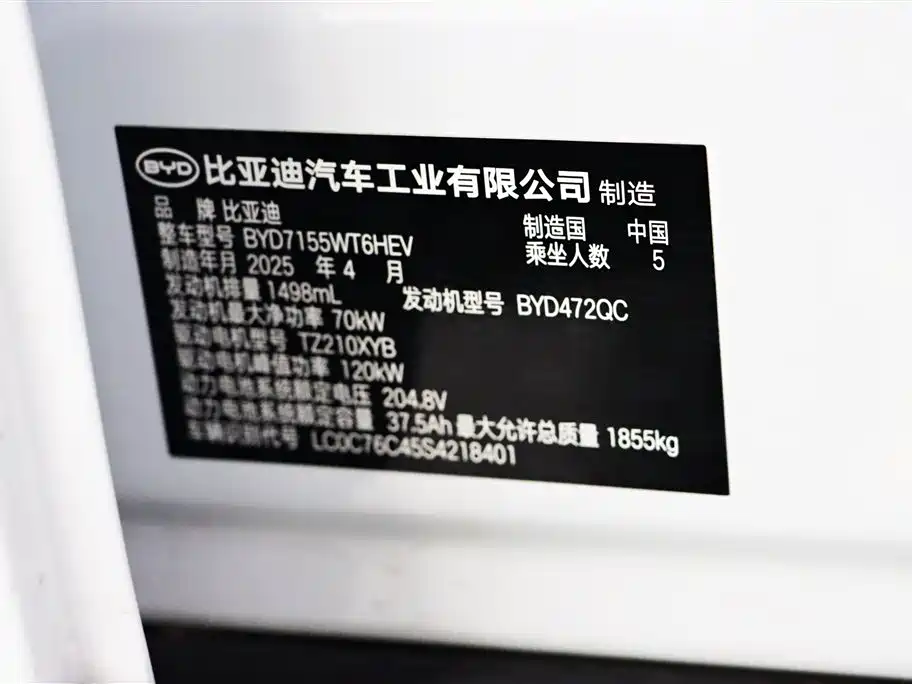 BYD 比亚迪汽车工业有限公司 制造
品 牌 比亚迪 制造国 中国
整车型号 BYD7155WT6HEV 乘坐人数 5
制造年月 2025 年 4 月
发动机排量 1498mL 发动机型号 BYD472QC
发动机最大净功率 70kW
驱动电机型号 TZ210XYB
驱动电机峰值功率 120kW
动力电池系统额定电压 204.8V
动力电池系统额定容量 37.5Ah 最大允许总质量 1855kg
车辆识别代号 LC0C76C45S4218401